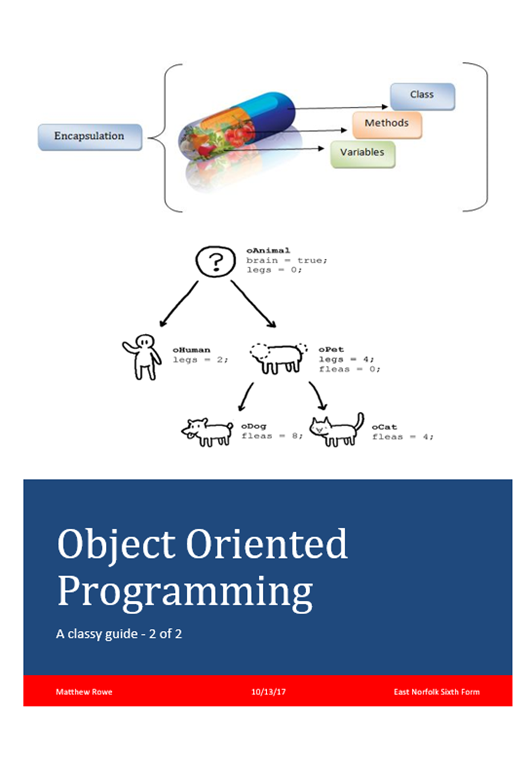 Encapsulation
Class
Methods
Variables
oAnimal
brain = true;
legs = 0;
?
oHuman
legs = 2;
oPet
legs = 4;
fleas = 0;
oDog
fleas = 8;
oCat
fleas = 4;
Object Oriented
Programming
A classy guide - 2 of 2
Matthew Rowe 10/13/17 East Norfolk Sixth Form